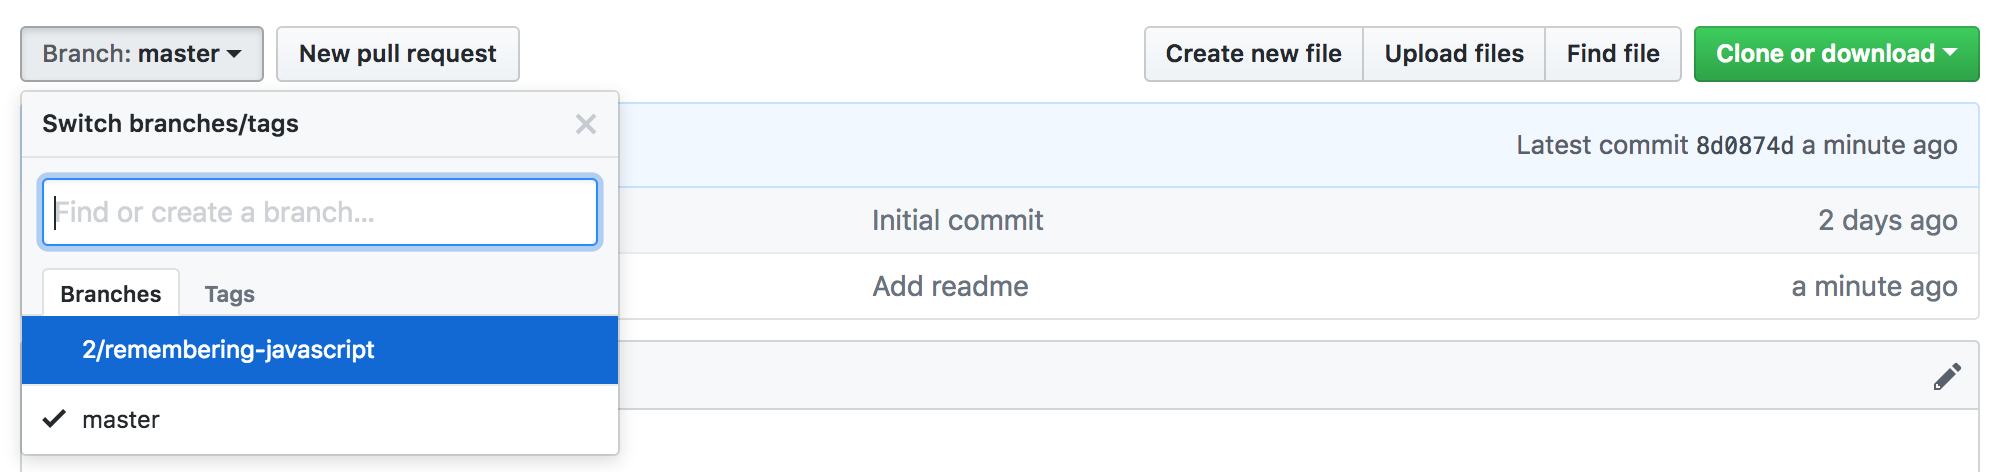 Branch: master
New pull request
Create new file
Upload files
Find file
Clone or download
Switch branches/tags
Latest commit 8d0874d a minute ago
Find or create a branch...
Initial commit
2 days ago
Add readme
a minute ago
Branches
Tags
2/remembering-javascript
master